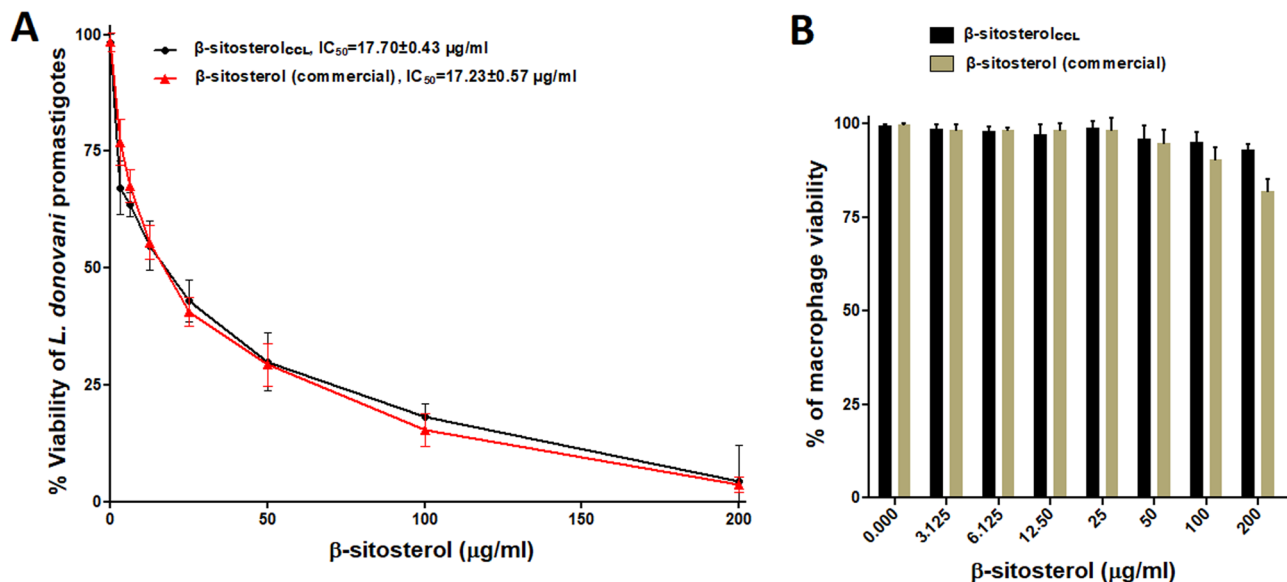 A
β-sitosterolCCL, IC50=17.70±0.43 µg/ml
β-sitosterol (commercial), IC50=17.23±0.57 µg/ml
% Viability of L. donovani promastigotes
100
75
50
25
0
0 50 100 150 200
β-sitosterol (µg/ml)
B
β-sitosterolCCL
β-sitosterol (commercial)
% of macrophage viability
100
75
50
25
0
0.000 3.125 6.125 12.50 25 50 100 200
β-sitosterol (µg/ml)